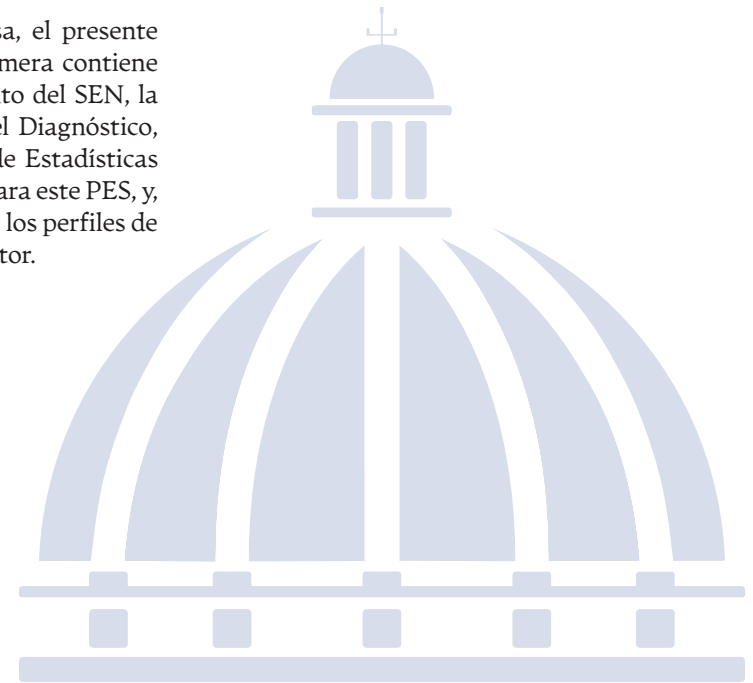 sa, el presente
mera contiene
to del SEN, la
el Diagnóstico,
de Estadísticas
ara este PES, y,
los perfiles de
tor.